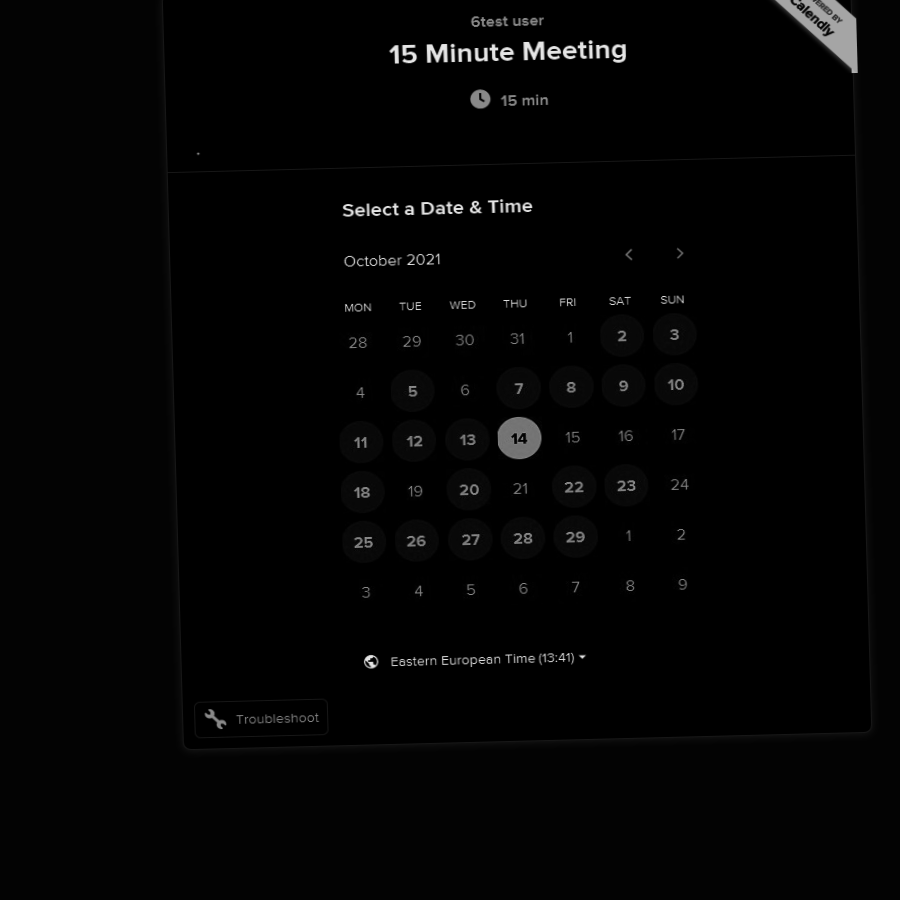 6test user
15 Minute Meeting
15 min
Calendly
Select a Date & Time
October 2021
MON TUE WED THU FRI SAT SUN
28 29 30 31 1 2 3
4 5 6 7 8 9 10
11 12 13 14 15 16 17
18 19 20 21 22 23 24
25 26 27 28 29 1 2
3 4 5 6 7 8 9
Eastern European Time (13:41)
Troubleshoot